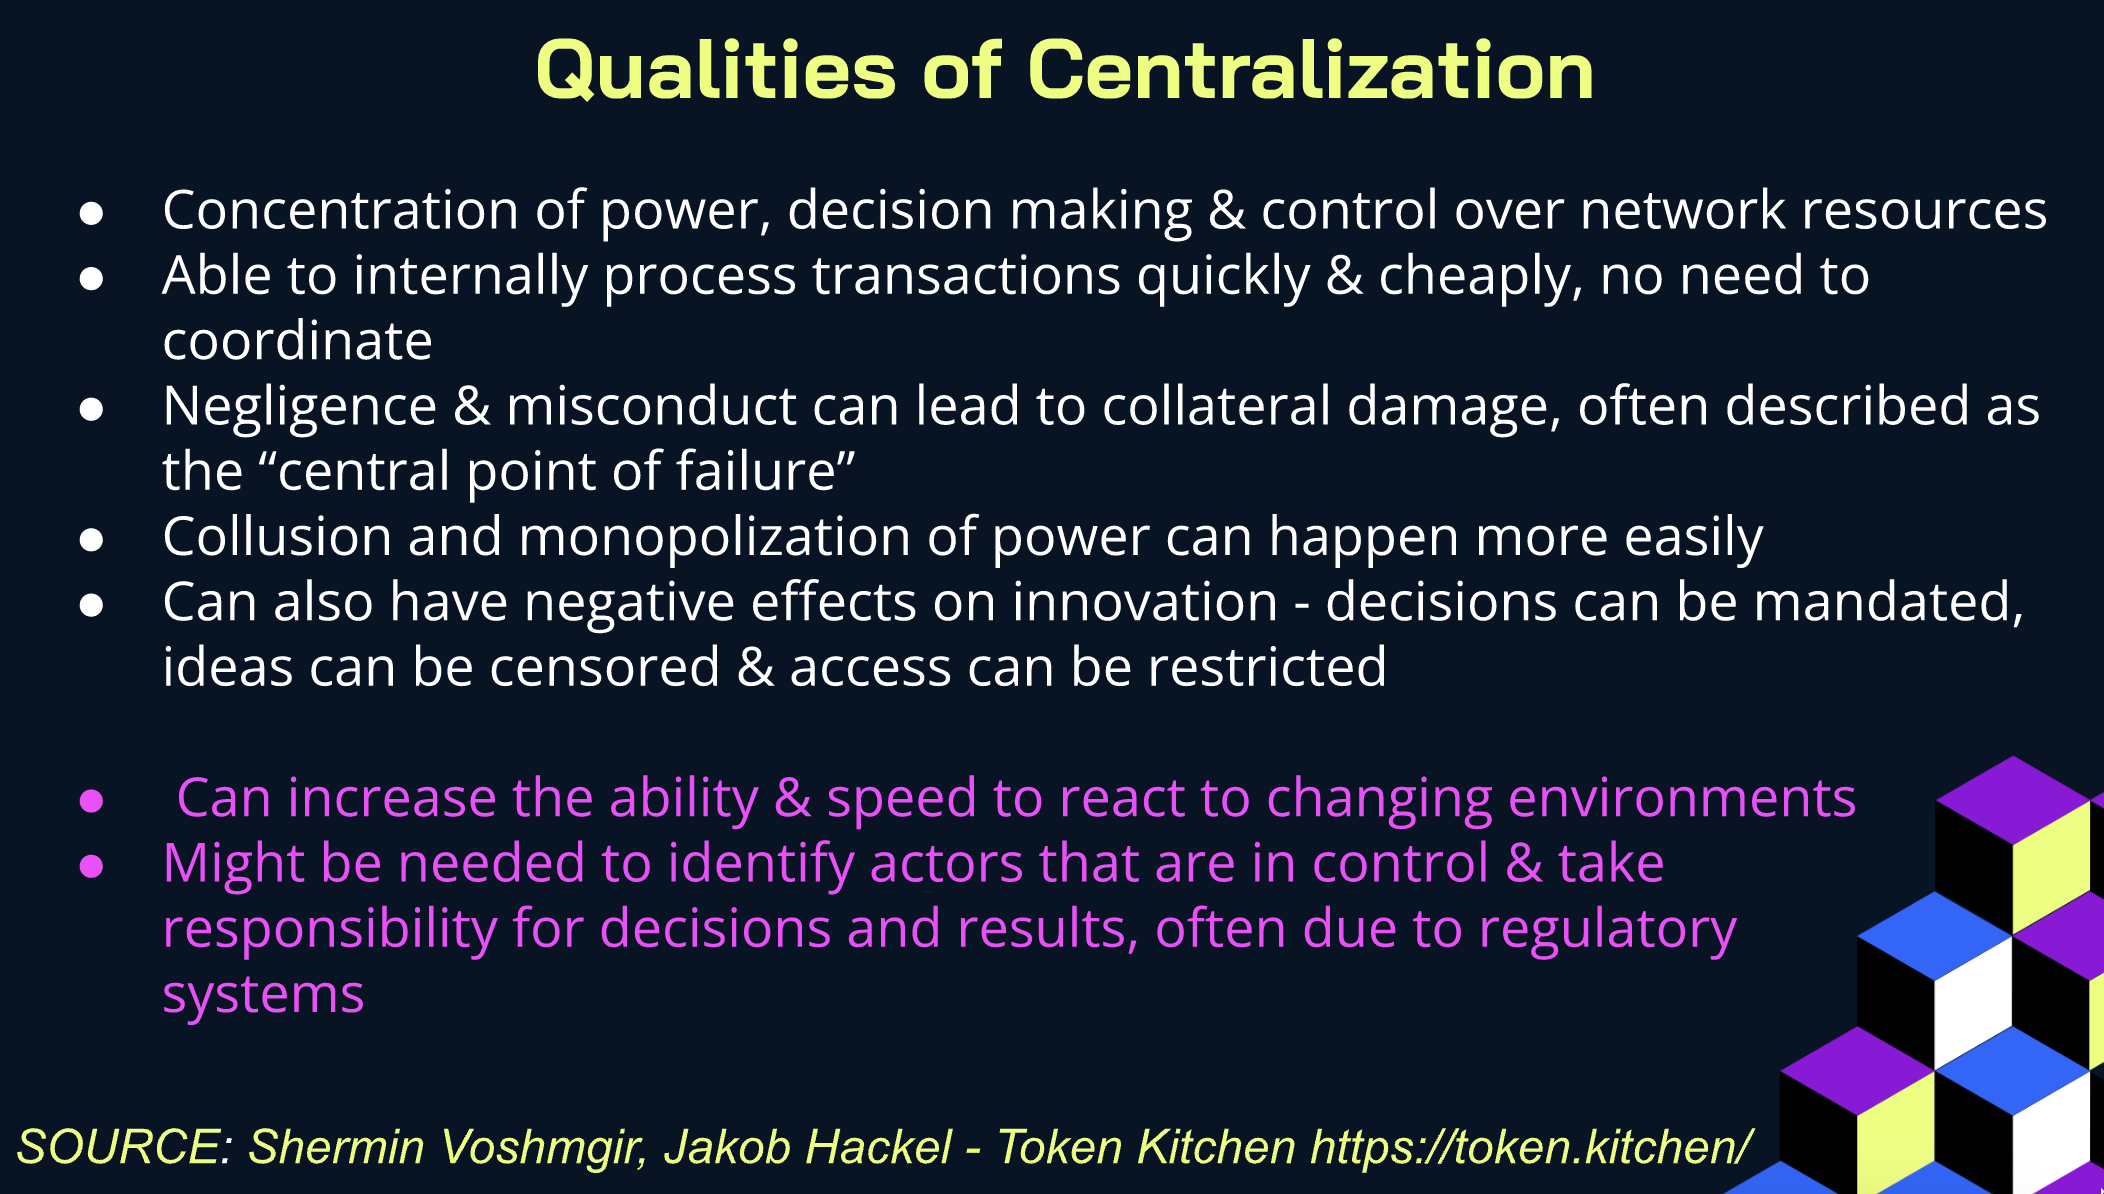 Qualities of Centralization
● Concentration of power, decision making & control over network resources
● Able to internally process transactions quickly & cheaply, no need to
coordinate
● Negligence & misconduct can lead to collateral damage, often described as
the “central point of failure”
● Collusion and monopolization of power can happen more easily
● Can also have negative effects on innovation - decisions can be mandated,
ideas can be censored & access can be restricted
● Can increase the ability & speed to react to changing environments
● Might be needed to identify actors that are in control & take
responsibility for decisions and results, often due to regulatory
systems
SOURCE: Shermin Voshmgir, Jakob Hackel - Token Kitchen https://token.kitchen/